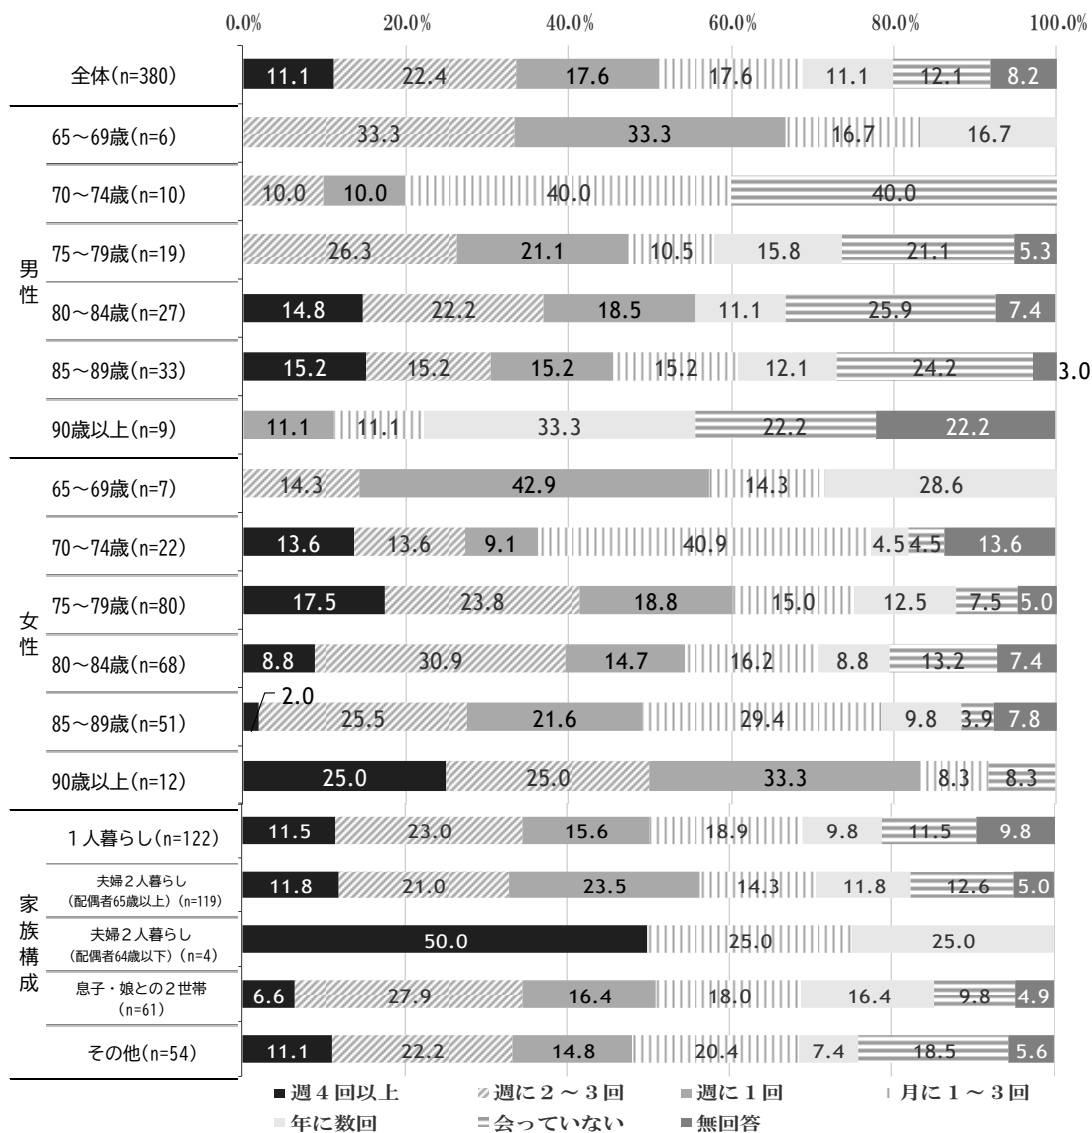 0.0% 20.0% 40.0% 60.0% 80.0% 100.0%
全体(n=380) 11.1 22.4 17.6 17.6 11.1 12.1 8.2
男性
65～69歳(n=6) 33.3 33.3 16.7 16.7
70～74歳(n=10) 10.0 10.0 40.0 40.0
75～79歳(n=19) 26.3 21.1 10.5 15.8 21.1 5.3
80～84歳(n=27) 14.8 22.2 18.5 11.1 25.9 7.4
85～89歳(n=33) 15.2 15.2 15.2 15.2 12.1 24.2 3.0
90歳以上(n=9) 11.1 11.1 33.3 22.2 22.2
女性
65～69歳(n=7) 14.3 42.9 14.3 28.6
70～74歳(n=22) 13.6 13.6 9.1 40.9 4.5 4.5 13.6
75～79歳(n=80) 17.5 23.8 18.8 15.0 12.5 7.5 5.0
80～84歳(n=68) 8.8 30.9 14.7 16.2 8.8 13.2 7.4
85～89歳(n=51) 2.0 25.5 21.6 29.4 9.8 3.9 7.8
90歳以上(n=12) 25.0 25.0 33.3 8.3 8.3
家族構成
１人暮らし(n=122) 11.5 23.0 15.6 18.9 9.8 11.5 9.8
夫婦２人暮らし
(配偶者65歳以上)(n=119) 11.8 21.0 23.5 14.3 11.8 12.6 5.0
夫婦２人暮らし
(配偶者64歳以下)(n=4) 50.0 25.0 25.0
息子・娘との２世帯
(n=61) 6.6 27.9 16.4 18.0 16.4 9.8 4.9
その他(n=54) 11.1 22.2 14.8 20.4 7.4 18.5 5.6
週４回以上 週に２～３回 週に１回 月に１～３回
年に数回 会っていない 無回答